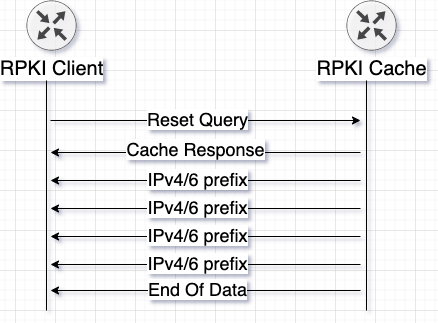 RPKI Client
RPKI Cache
Reset Query
Cache Response
IPv4/6 prefix
IPv4/6 prefix
IPv4/6 prefix
IPv4/6 prefix
End Of Data